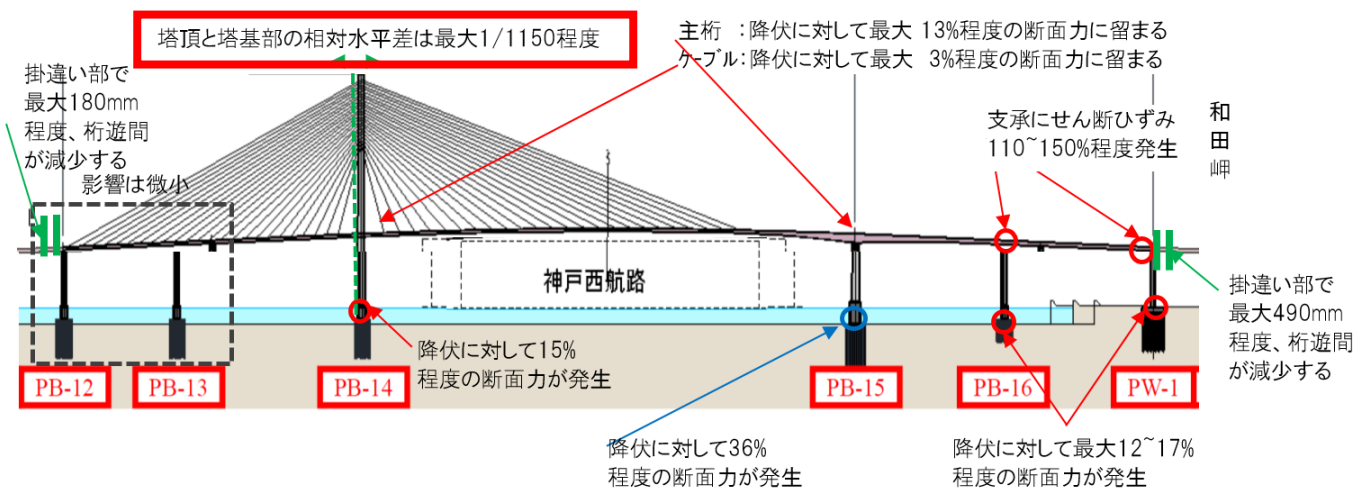 塔頂と塔基部の相対水平差は最大1/1150程度
主桁 :降伏に対して最大 13%程度の断面力に留まる
ケーブル:降伏に対して最大 3%程度の断面力に留まる
掛違い部で
最大180mm
程度、桁遊間
が減少する
影響は微小
支承にせん断ひずみ
110~150%程度発生
和
田
岬
神戸西航路
掛違い部で
最大490mm
程度、桁遊間
が減少する
降伏に対して15%
程度の断面力が発生
PB-12
PB-13
PB-14
PB-15
PB-16
PW-1
降伏に対して36%
程度の断面力が発生
降伏に対して最大12~17%
程度の断面力が発生